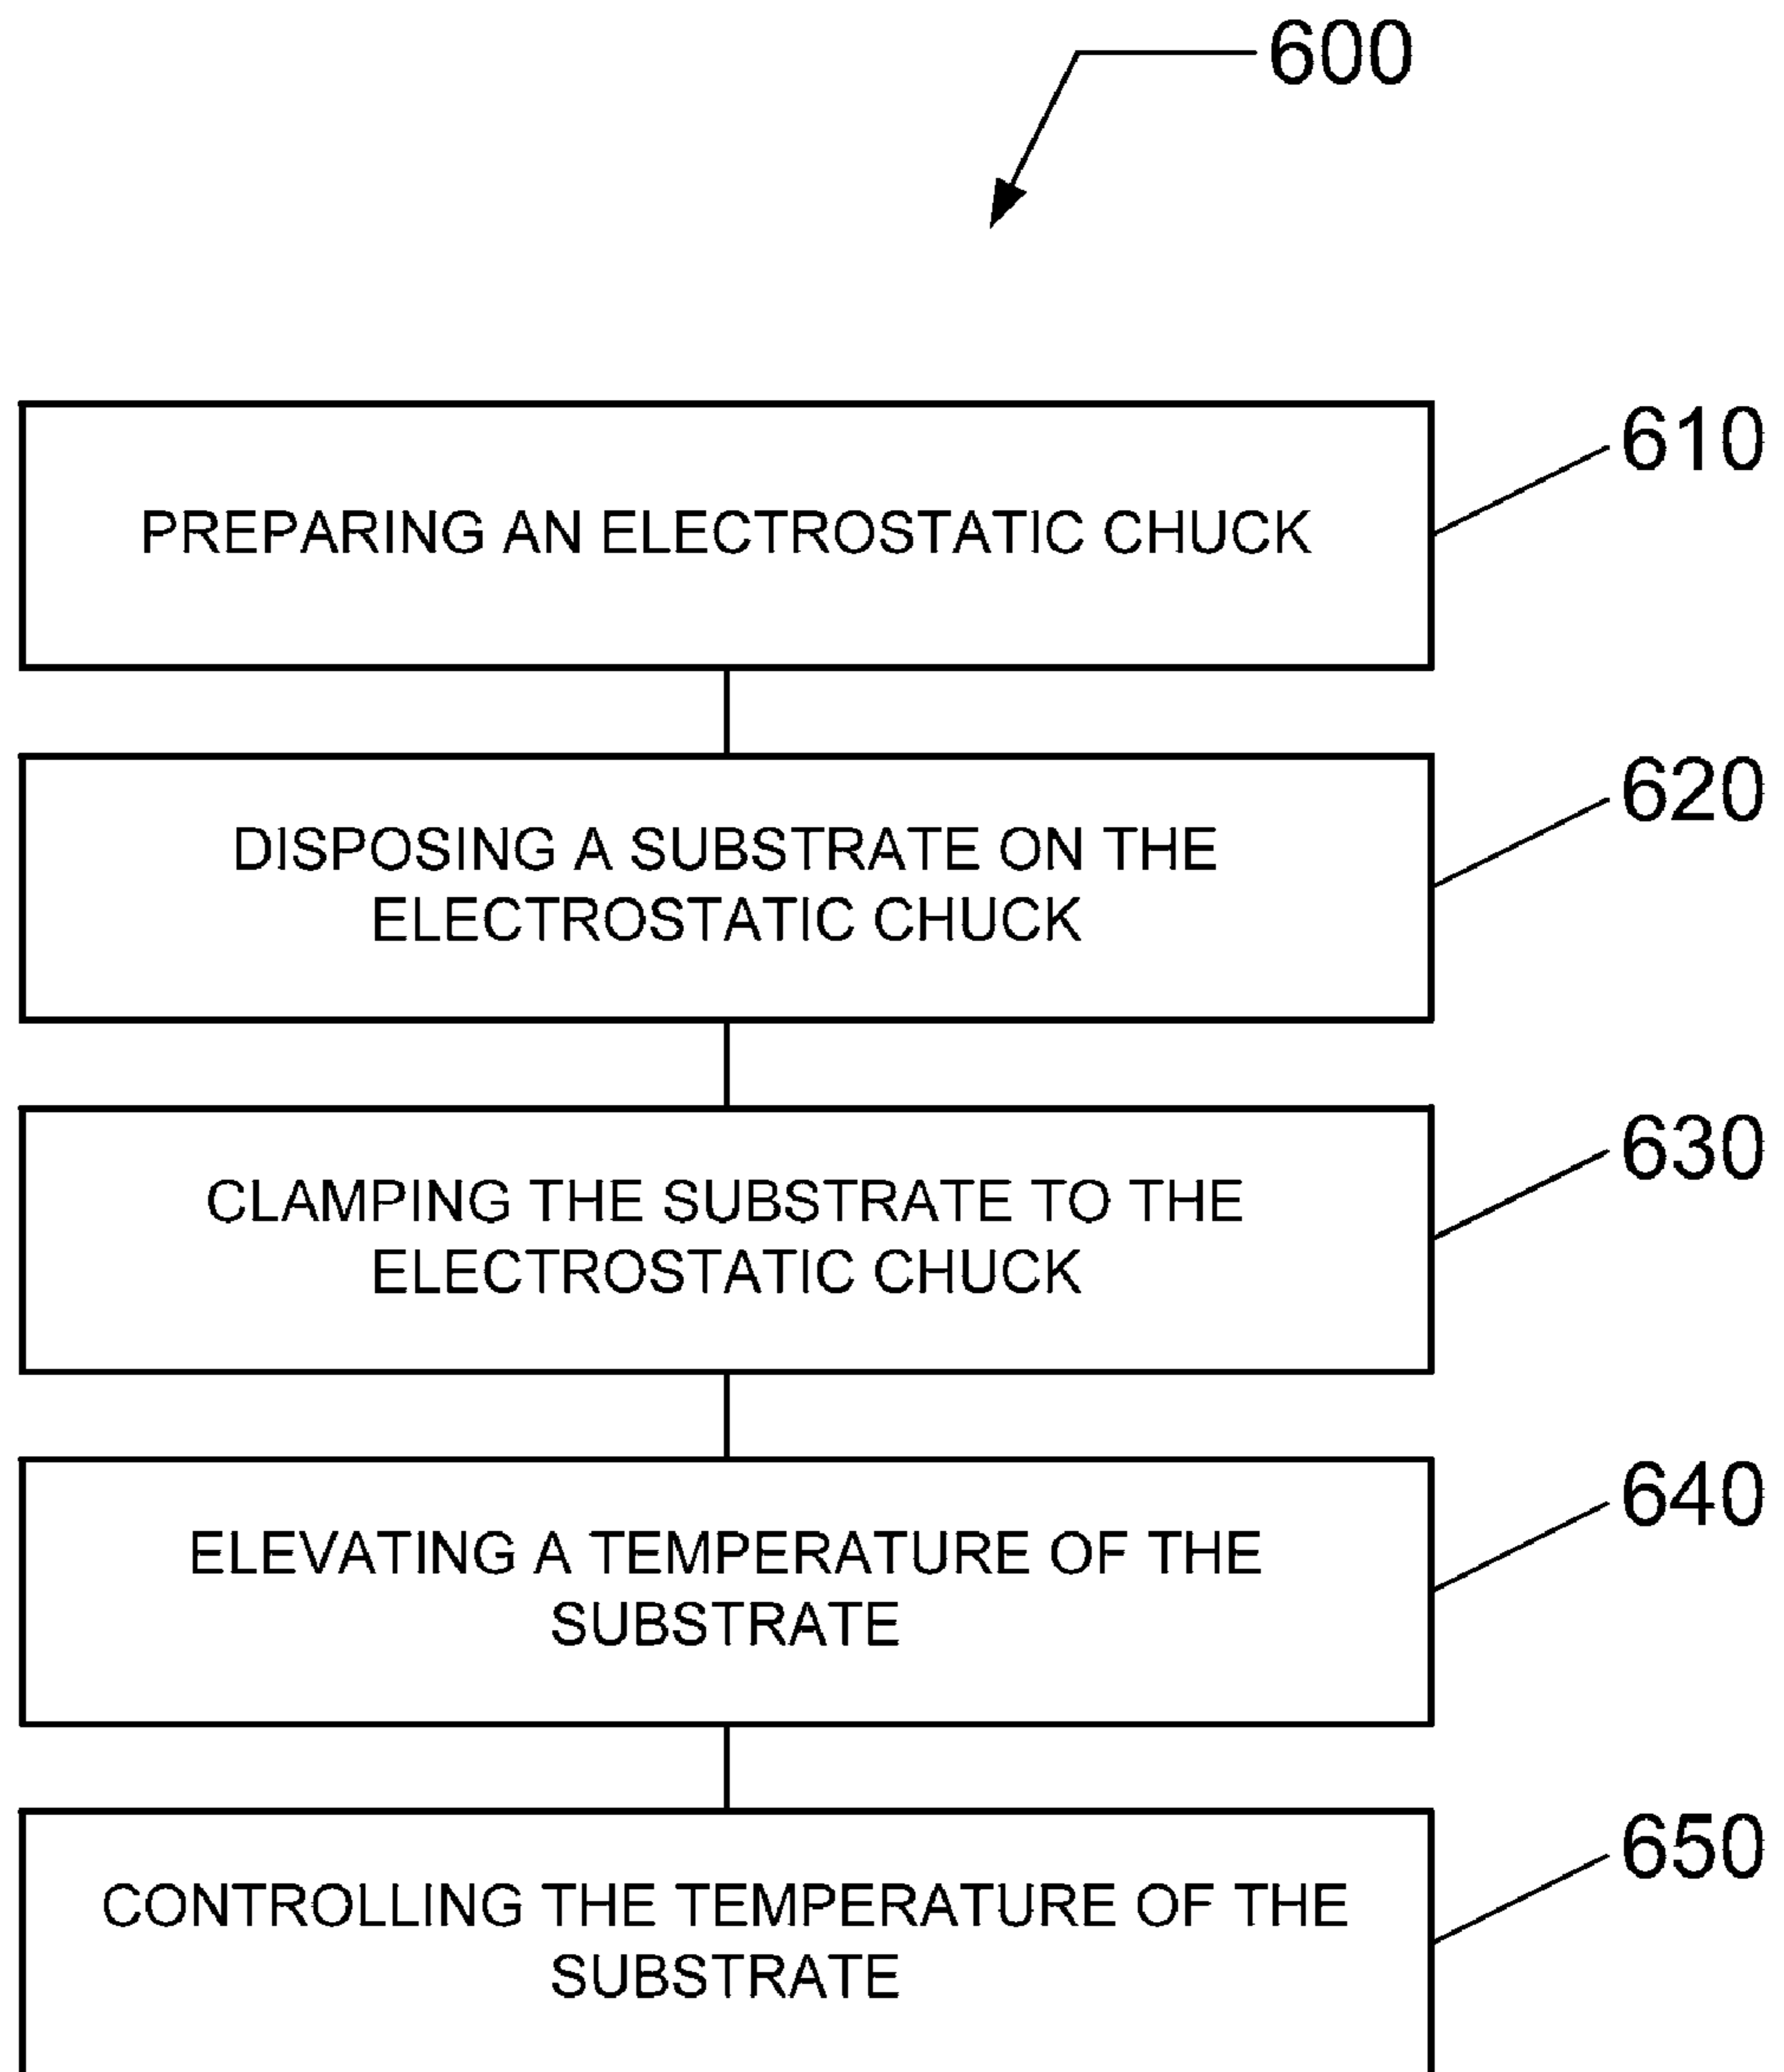 600
PREPARING AN ELECTROSTATIC CHUCK
610
DISPOSING A SUBSTRATE ON THE
ELECTROSTATIC CHUCK
620
CLAMPING THE SUBSTRATE TO THE
ELECTROSTATIC CHUCK
630
ELEVATING A TEMPERATURE OF THE
SUBSTRATE
640
CONTROLLING THE TEMPERATURE OF THE
SUBSTRATE
650